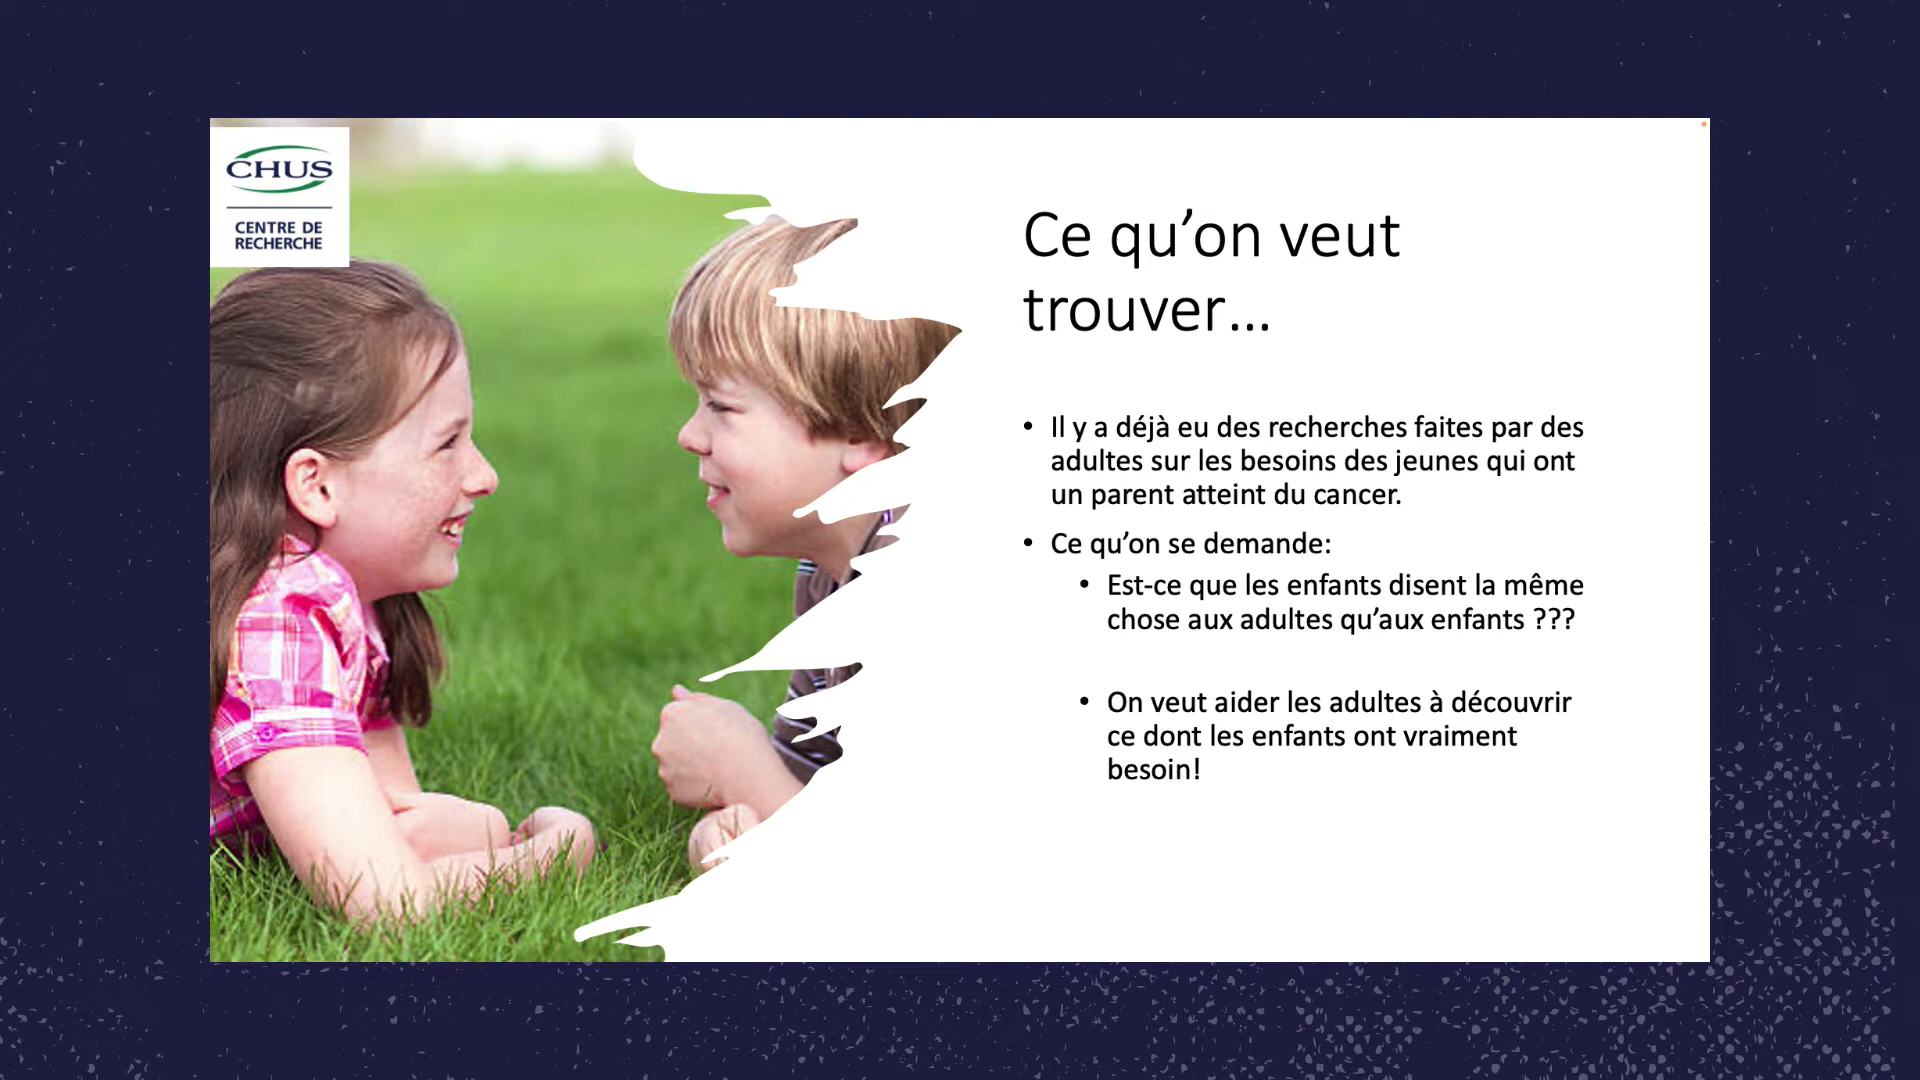 CHUS
CENTRE DE
RECHERCHE
Ce qu’on veut
trouver…
• Il y a déjà eu des recherches faites par des
adultes sur les besoins des jeunes qui ont
un parent atteint du cancer.
• Ce qu’on se demande:
• Est-ce que les enfants disent la même
chose aux adultes qu’aux enfants ???
• On veut aider les adultes à découvrir
ce dont les enfants ont vraiment
besoin!